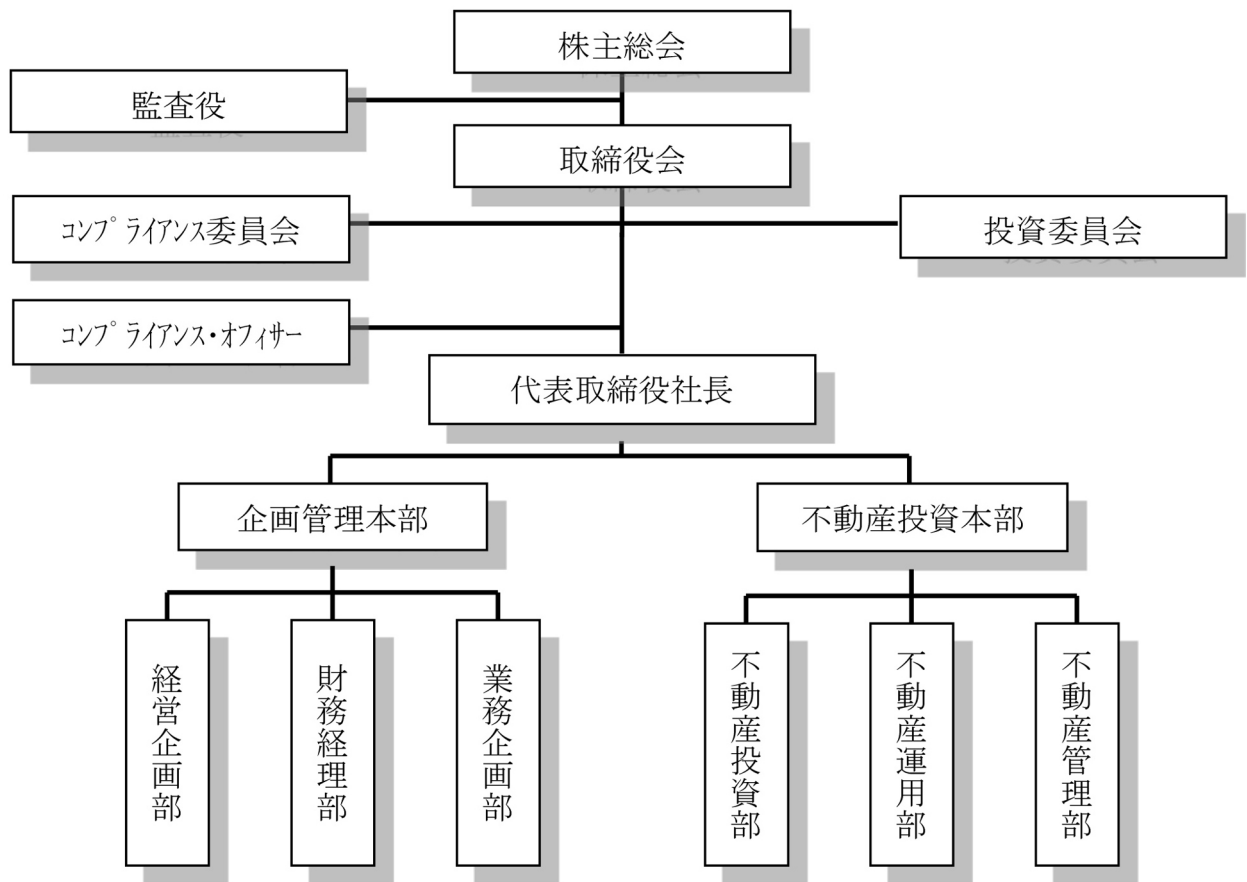 株主総会
監査役
取締役会
ｺﾝﾌﾟﾗｲｱﾝｽ委員会
投資委員会
ｺﾝﾌﾟﾗｲｱﾝｽ・ｵﾌｨｻｰ
代表取締役社長
企画管理本部
不動産投資本部
経営企画部
財務経理部
業務企画部
不動産投資部
不動産運用部
不動産管理部